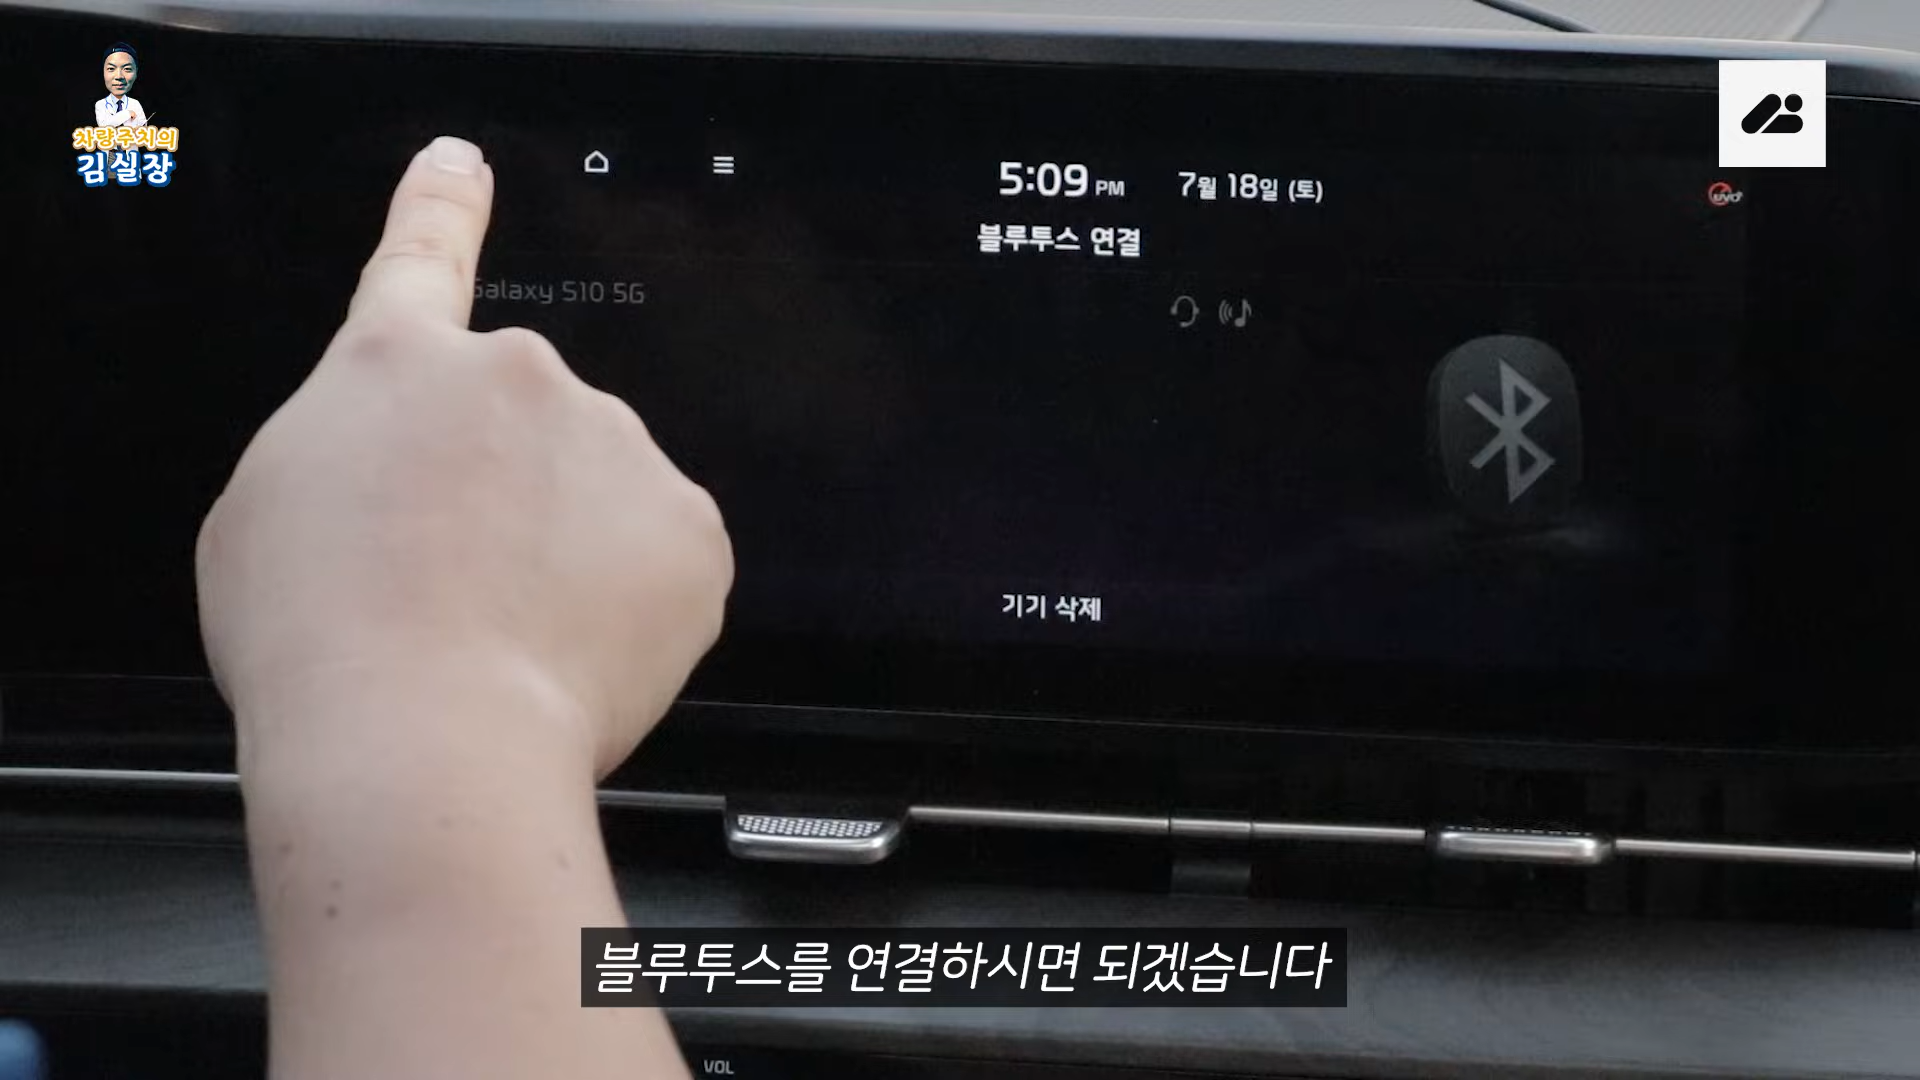 차량주치의
김실장
5:09 PM 7월 18일 (토)
UVO
블루투스 연결
Galaxy S10 5G
기기 삭제
블루투스를 연결하시면 되겠습니다
VOL